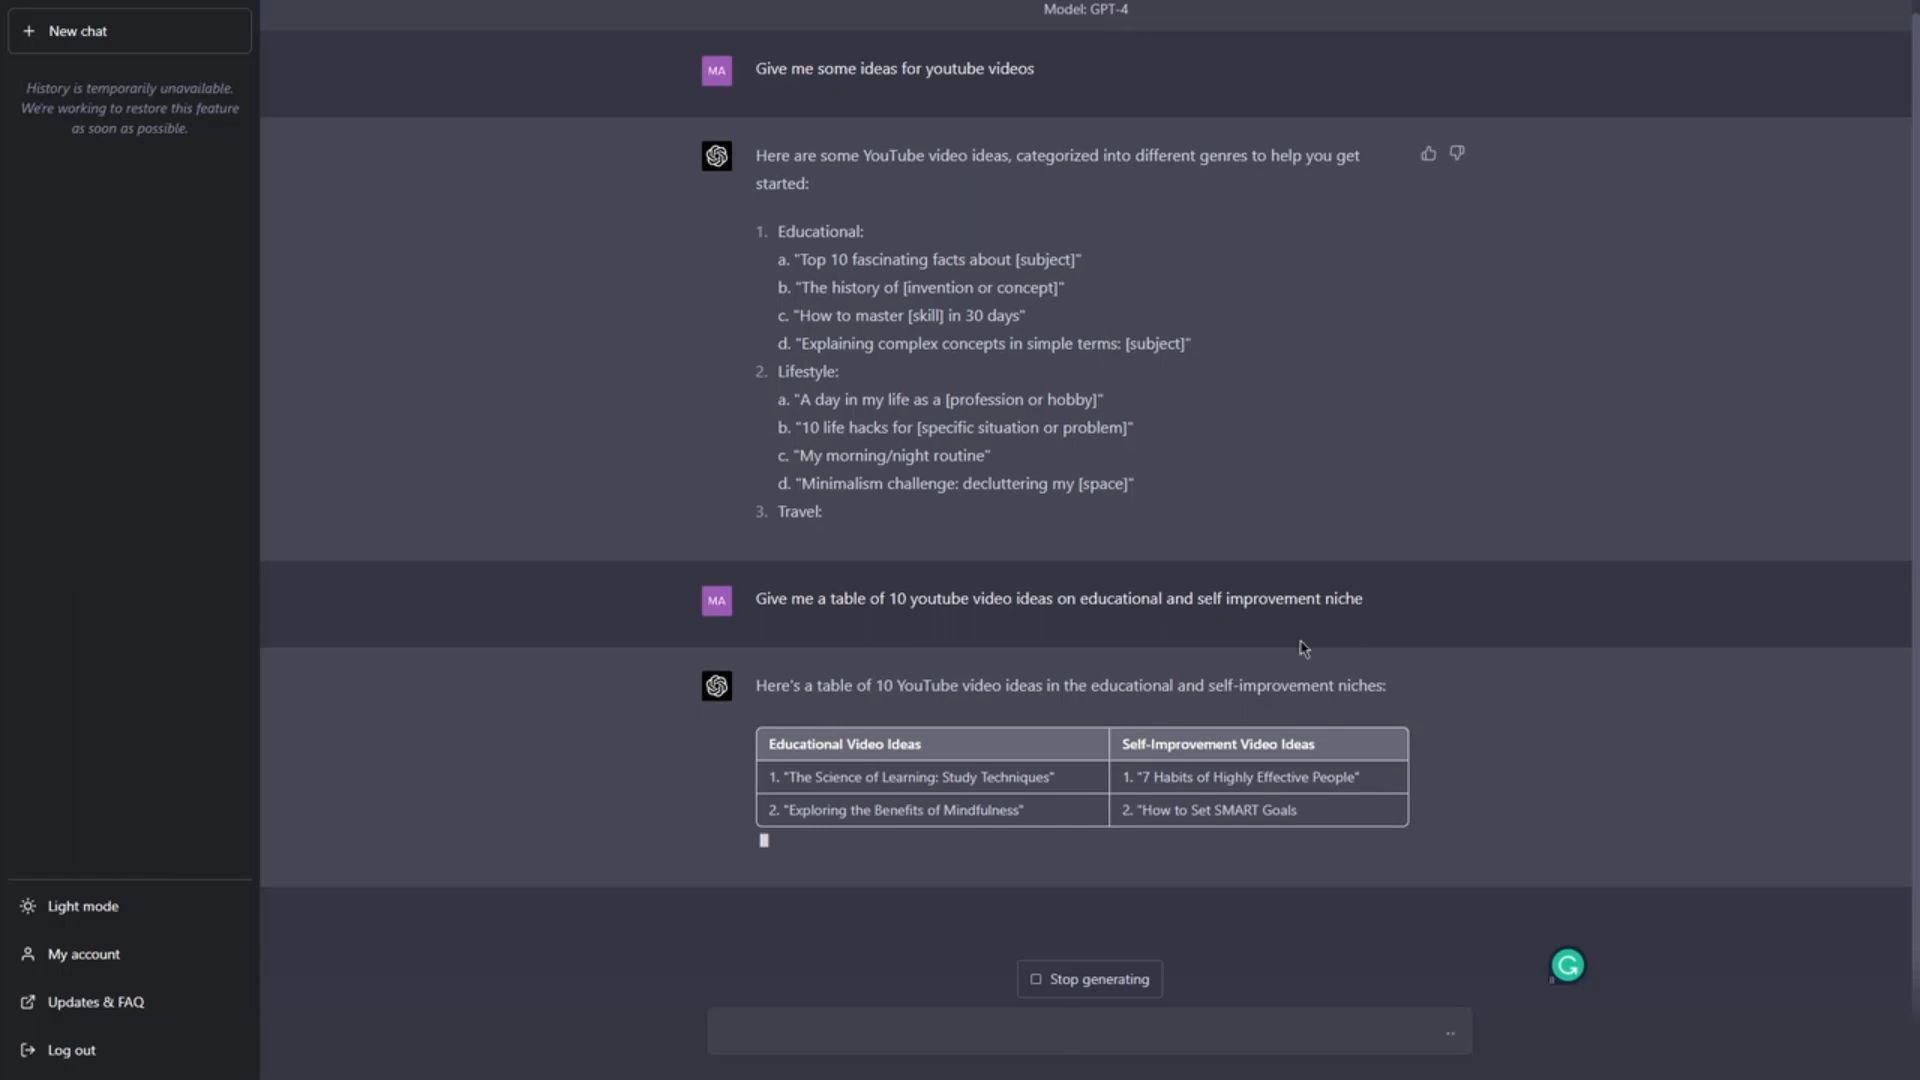 Model: GPT-4
New chat
History is temporarily unavailable.
We're working to restore this feature
as soon as possible.
MA
Give me some ideas for youtube videos
Here are some YouTube video ideas, categorized into different genres to help you get
started:
1. Educational:
a. "Top 10 fascinating facts about [subject]"
b. "The history of [invention or concept]"
c. "How to master [skill] in 30 days"
d. "Explaining complex concepts in simple terms: [subject]"
2. Lifestyle:
a. "A day in my life as a [profession or hobby]"
b. "10 life hacks for [specific situation or problem]"
c. "My morning/night routine"
d. "Minimalism challenge: decluttering my [space]"
3. Travel:
MA
Give me a table of 10 youtube video ideas on educational and self improvement niche
Here's a table of 10 YouTube video ideas in the educational and self-improvement niches:
Educational Video Ideas Self-Improvement Video Ideas
1. "The Science of Learning: Study Techniques" 1. "7 Habits of Highly Effective People"
2. "Exploring the Benefits of Mindfulness" 2. "How to Set SMART Goals
Stop generating
Light mode
My account
Updates & FAQ
Log out